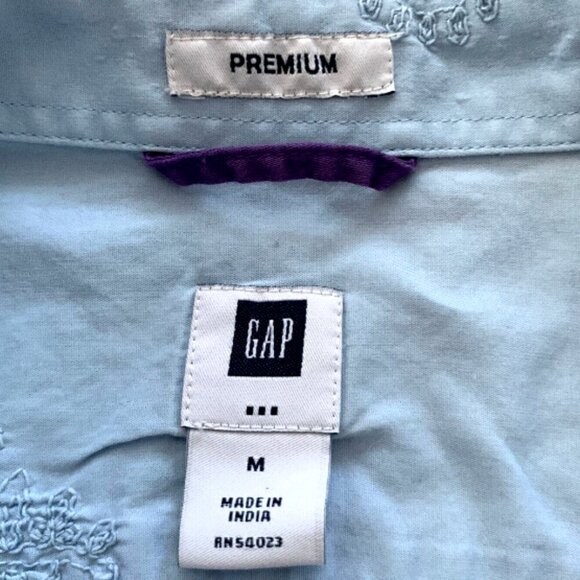 PREMIUM
GAP
M
MADE IN
INDIA
RN54023